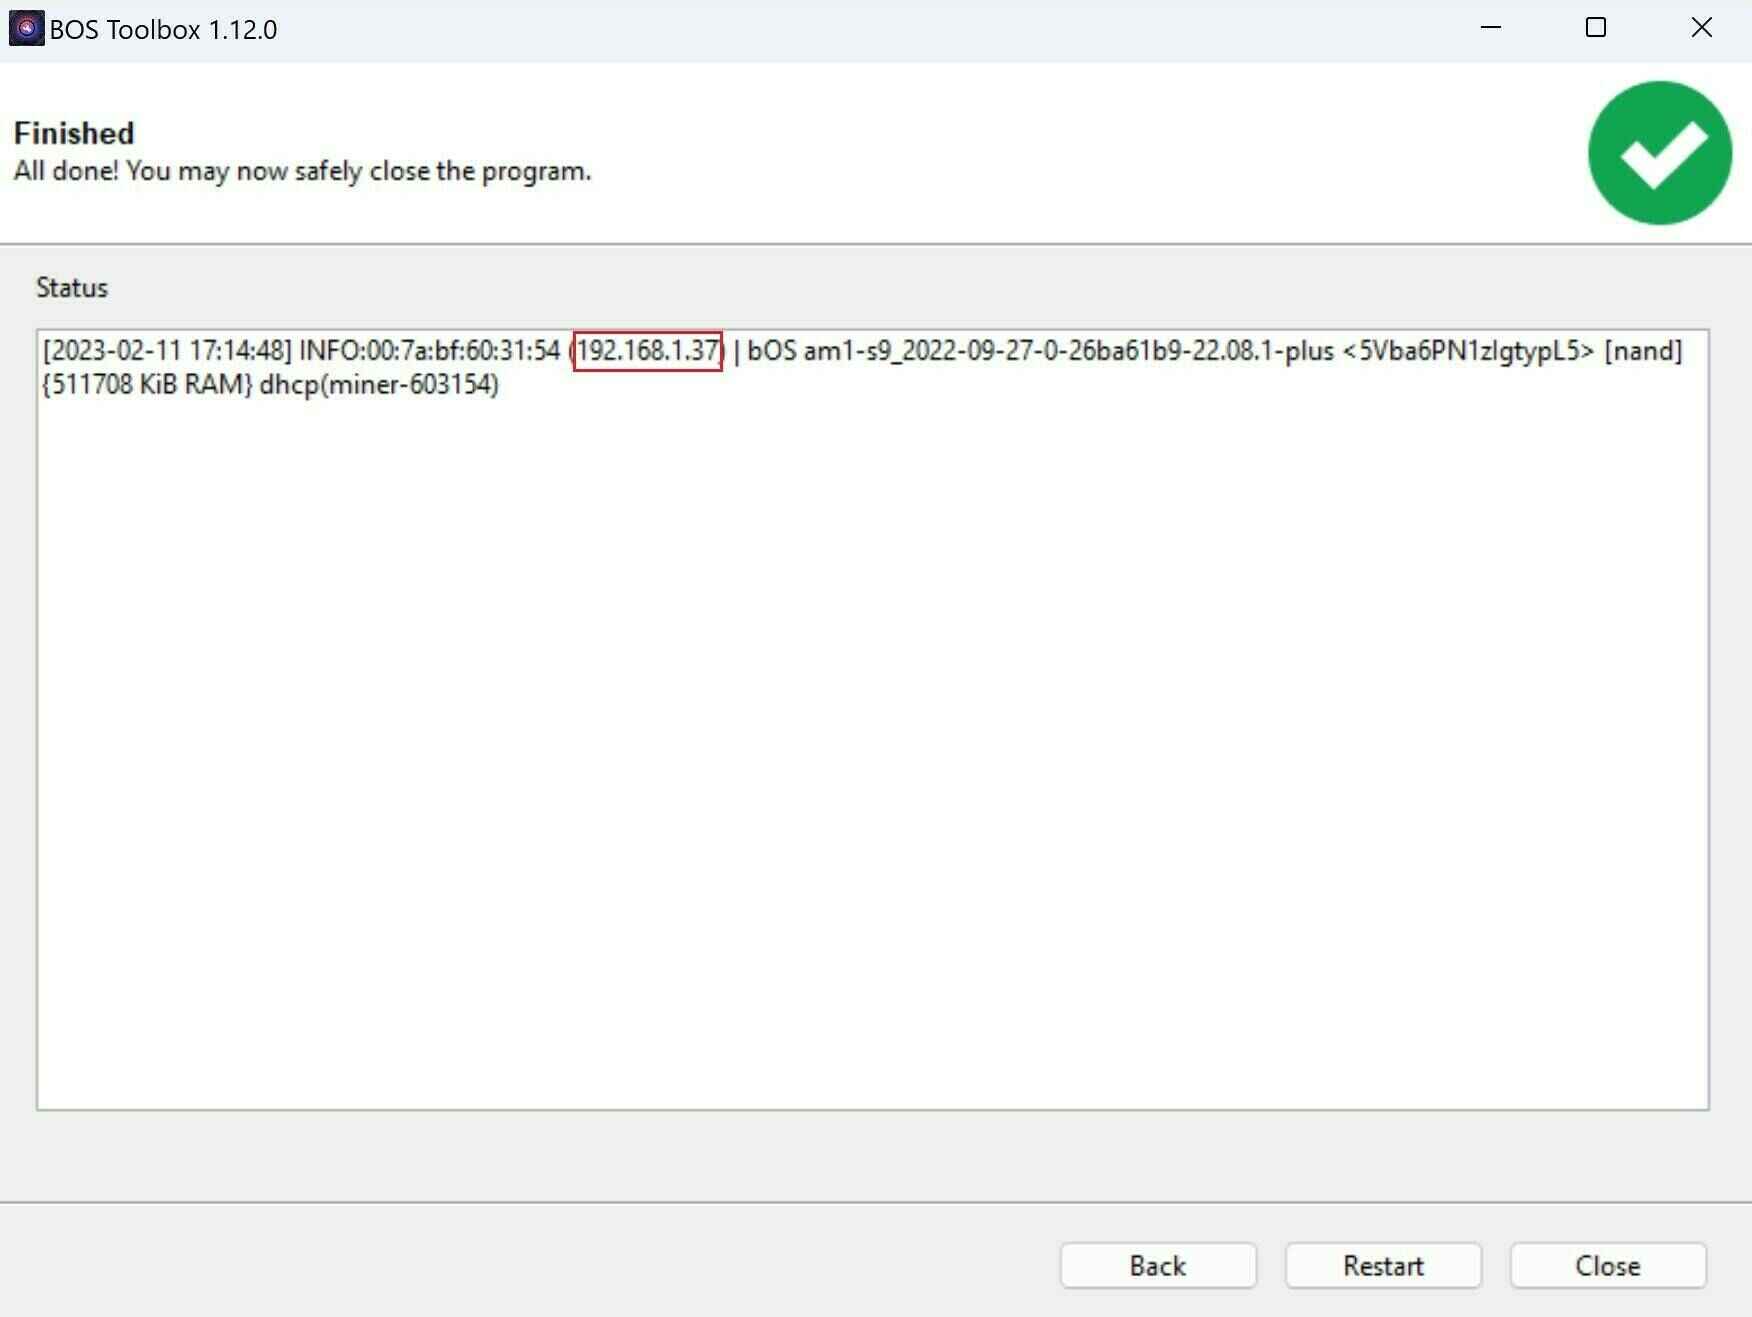 BOS Toolbox 1.12.0
Finished
All done! You may now safely close the program.
Status
[2023-02-11 17:14:48] INFO:00:7a:bf:60:31:54 (192.168.1.37) | bOS am1-s9_2022-09-27-0-26ba61b9-22.08.1-plus <5Vba6PN1zIgtypL5> [nand]
{511708 KiB RAM} dhcp(miner-603154)
Back
Restart
Close